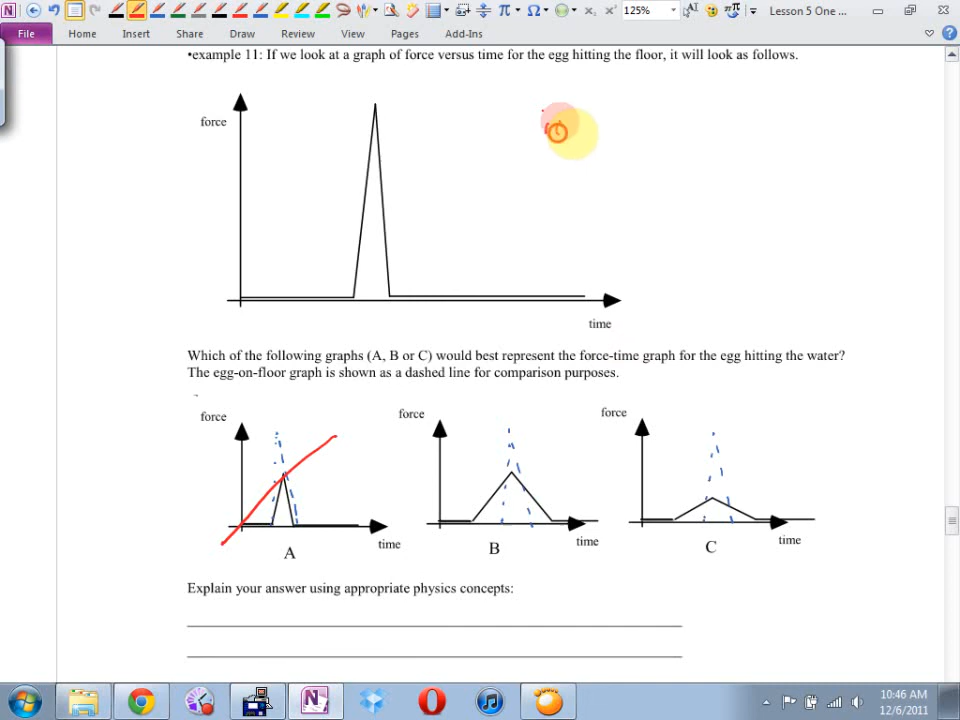 125%
Lesson 5 One ...
File
Home
Insert
Share
Draw
Review
View
Pages
Add-Ins
•example 11: If we look at a graph of force versus time for the egg hitting the floor, it will look as follows.
force
time
Which of the following graphs (A, B or C) would best represent the force-time graph for the egg hitting the water?
The egg-on-floor graph is shown as a dashed line for comparison purposes.
force
force
force
time
time
time
A
B
C
Explain your answer using appropriate physics concepts:
10:46 AM
12/6/2011